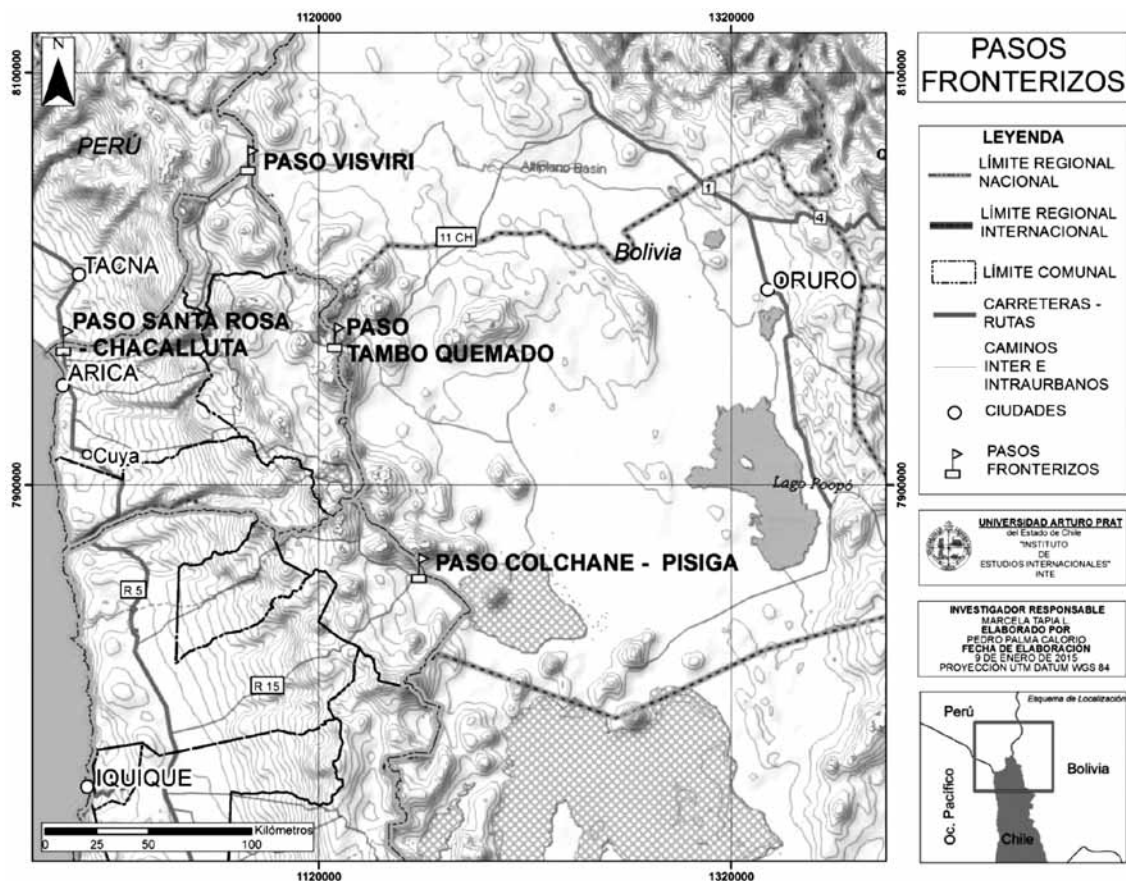 1120000
1320000
8100000
8100000
N
PERÚ
PASO VISVIRI
Altiplano Basin
1
4
11 CH
Bolivia
TACNA
ORURO
PASO SANTA ROSA
- CHACALLUTA
PASO
TAMBO QUEMADO
ARICA
Cuya
7900000
7900000
Lago Poopó
PASO COLCHANE - PISIGA
R 5
R 15
IQUIQUE
Kilómetros
0 25 50 100
1120000
1320000
PASOS
FRONTERIZOS
LEYENDA
LÍMITE REGIONAL
NACIONAL
LÍMITE REGIONAL
INTERNACIONAL
LÍMITE COMUNAL
CARRETERAS -
RUTAS
CAMINOS
INTER E
INTRAURBANOS
CIUDADES
PASOS
FRONTERIZOS
UNIVERSIDAD ARTURO PRAT
del Estado de Chile
"INSTITUTO
DE
ESTUDIOS INTERNACIONALES"
INTE
INVESTIGADOR RESPONSABLE
MARCELA TAPIA L.
ELABORADO POR
PEDRO PALMA CALORIO
FECHA DE ELABORACIÓN
9 DE ENERO DE 2015
PROYECCIÓN UTM DATUM WGS 84
Esquema de Localización
Perú
Bolivia
Oc. Pacífico
Chile